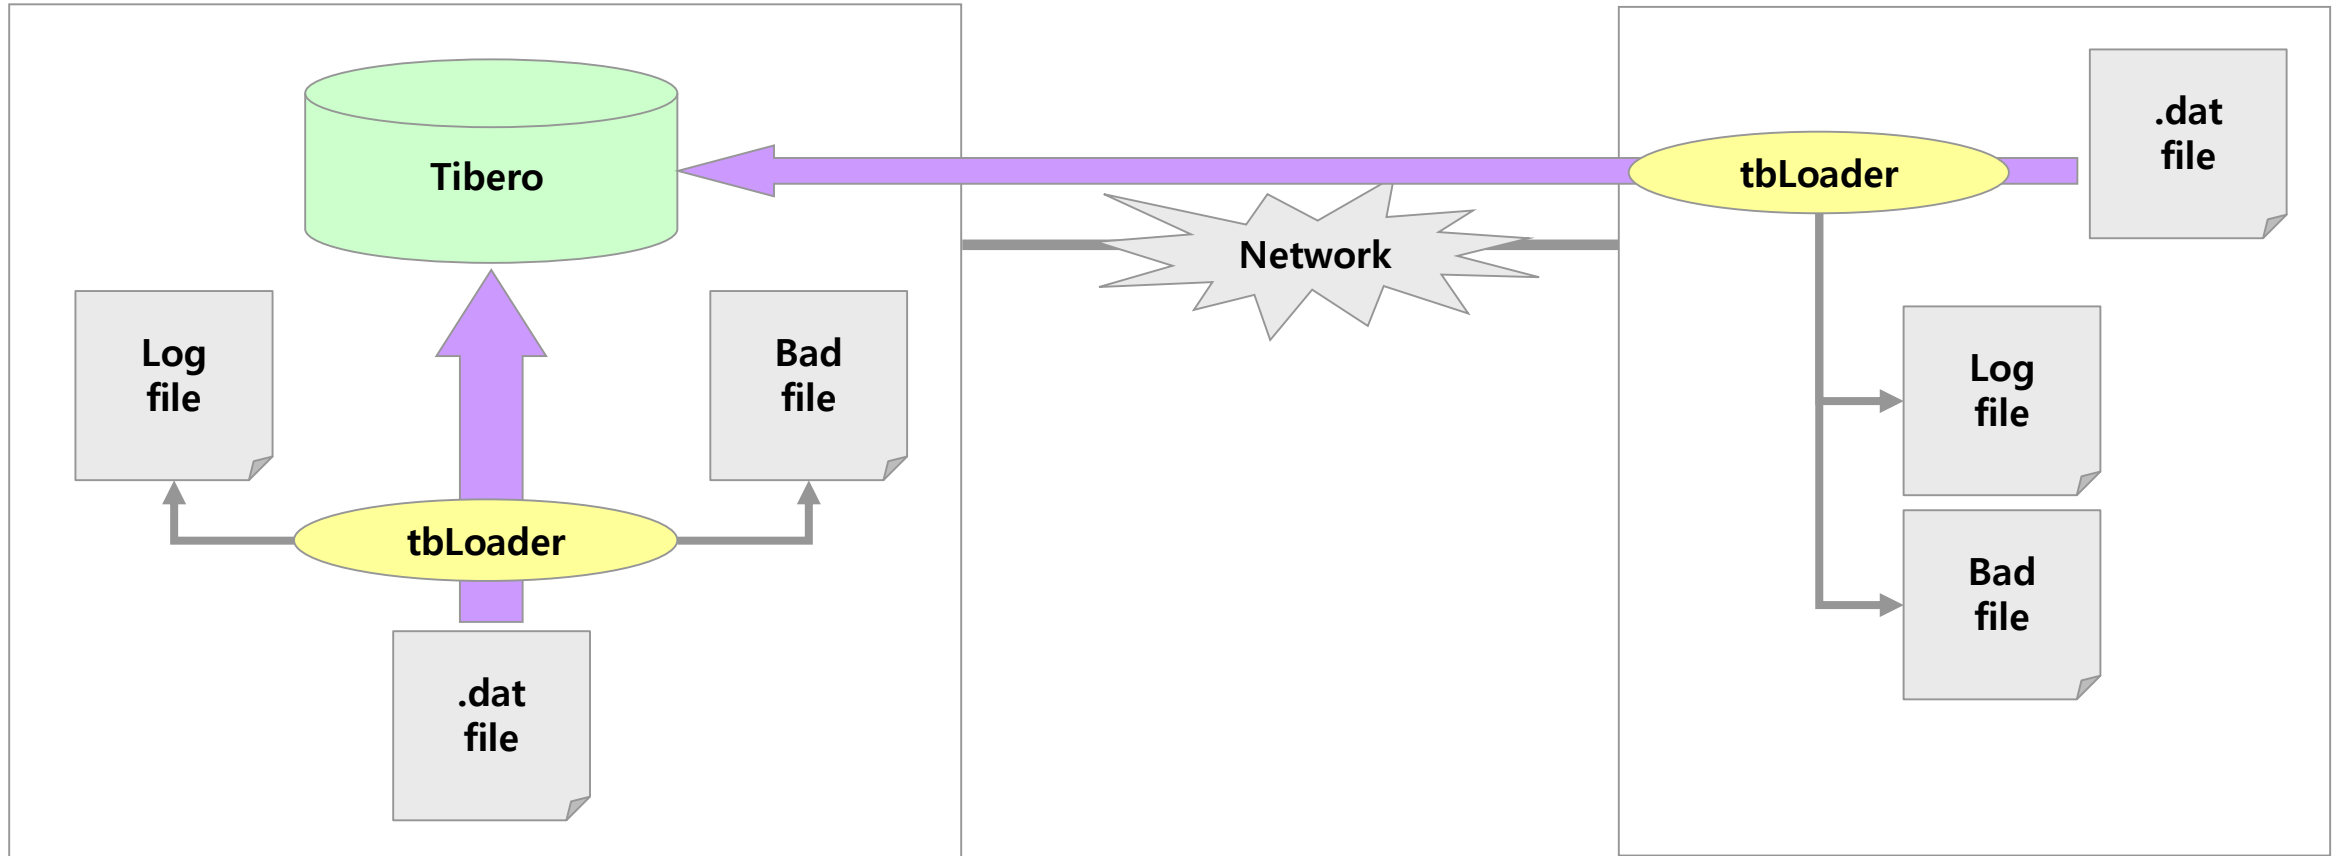 Tibero
Log
file
Bad
file
tbLoader
.dat
file
Network
tbLoader
.dat
file
Log
file
Bad
file